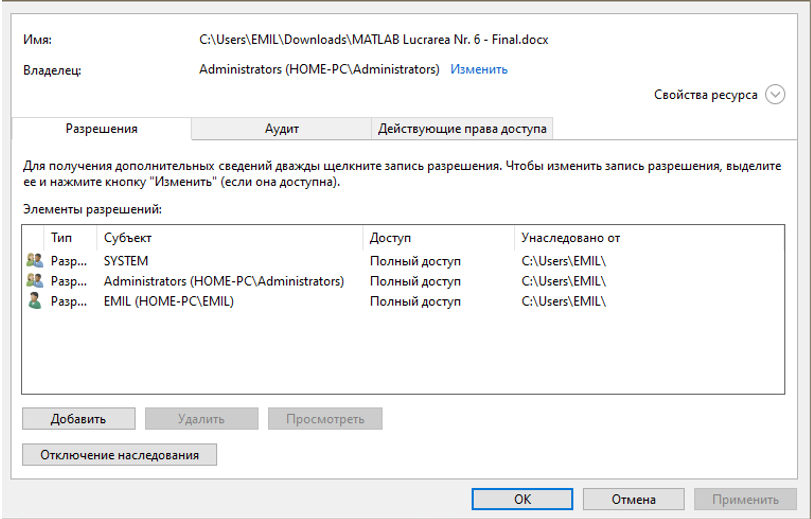 Имя: C:\Users\EMIL\Downloads\MATLAB Lucrarea Nr. 6 - Final.docx
Владелец: Administrators (HOME-PC\Administrators) Изменить
Свойства ресурса
Разрешения Аудит Действующие права доступа
Для получения дополнительных сведений дважды щелкните запись разрешения. Чтобы изменить запись разрешения, выделите
ее и нажмите кнопку "Изменить" (если она доступна).
Элементы разрешений:
Тип Субъект Доступ Унаследовано от
Разр... SYSTEM Полный доступ C:\Users\EMIL\
Разр... Administrators (HOME-PC\Administrators) Полный доступ C:\Users\EMIL\
Разр... EMIL (HOME-PC\EMIL) Полный доступ C:\Users\EMIL\
Добавить Удалить Просмотреть
Отключение наследования
ОК Отмена Применить